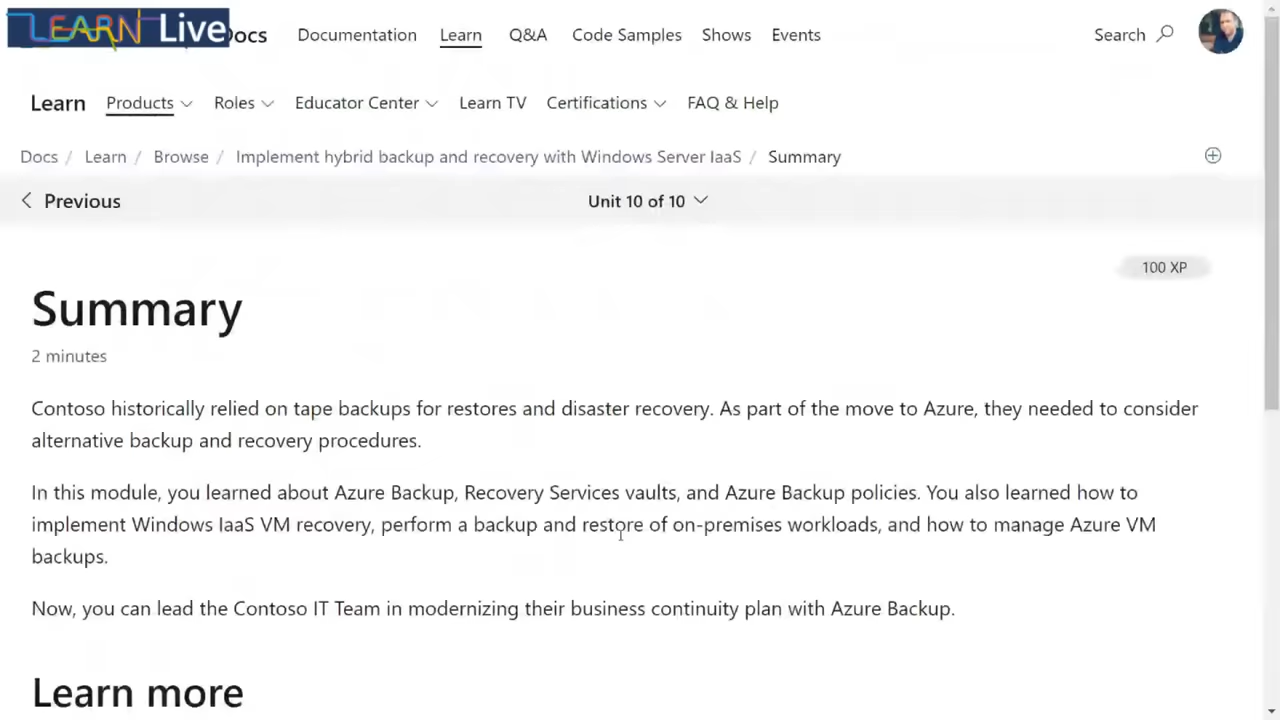 LEARN Live Docs Documentation Learn Q&A Code Samples Shows Events Search
Learn Products Roles Educator Center Learn TV Certifications FAQ & Help
Docs / Learn / Browse / Implement hybrid backup and recovery with Windows Server IaaS / Summary
Previous Unit 10 of 10
100 XP
Summary
2 minutes
Contoso historically relied on tape backups for restores and disaster recovery. As part of the move to Azure, they needed to consider
alternative backup and recovery procedures.
In this module, you learned about Azure Backup, Recovery Services vaults, and Azure Backup policies. You also learned how to
implement Windows IaaS VM recovery, perform a backup and restore of on-premises workloads, and how to manage Azure VM
backups.
Now, you can lead the Contoso IT Team in modernizing their business continuity plan with Azure Backup.
Learn more